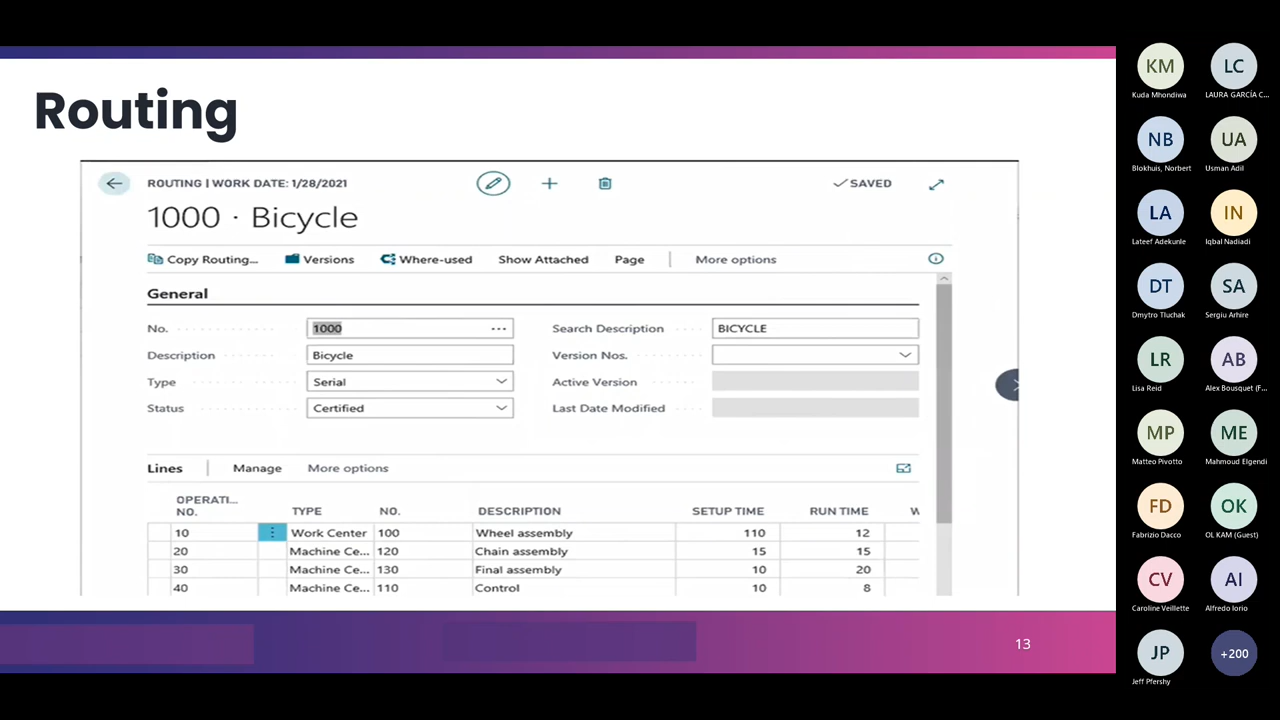 Routing
ROUTING | WORK DATE: 1/28/2021
✓SAVED
1000 · Bicycle
Copy Routing... Versions Where-used Show Attached Page | More options
General
No. 1000 ... Search Description BICYCLE
Description Bicycle Version Nos.
Type Serial Active Version
Status Certified Last Date Modified
Lines | Manage More options
OPERATI...
NO. TYPE NO. DESCRIPTION SETUP TIME RUN TIME W
10 Work Center 100 Wheel assembly 110 12
20 Machine Ce... 120 Chain assembly 15 15
30 Machine Ce... 130 Final assembly 10 20
40 Machine Ce... 110 Control 10 8
13
KM LC
Kuda Mhondiwa LAURA GARCÍA C...
NB UA
Blokhuis, Norbert Usman Adil
LA IN
Lateef Adekunle Iqbal Nadiadi
DT SA
Dmytro Tluchak Sergiu Arhire
LR AB
Lisa Reid Alex Bousquet (F...
MP ME
Matteo Pivotto Mahmoud Elgendi
FD OK
Fabrizio Dacco OL KAM (Guest)
CV AI
Caroline Veillette Alfredo Iorio
JP +200
Jeff Pfershy